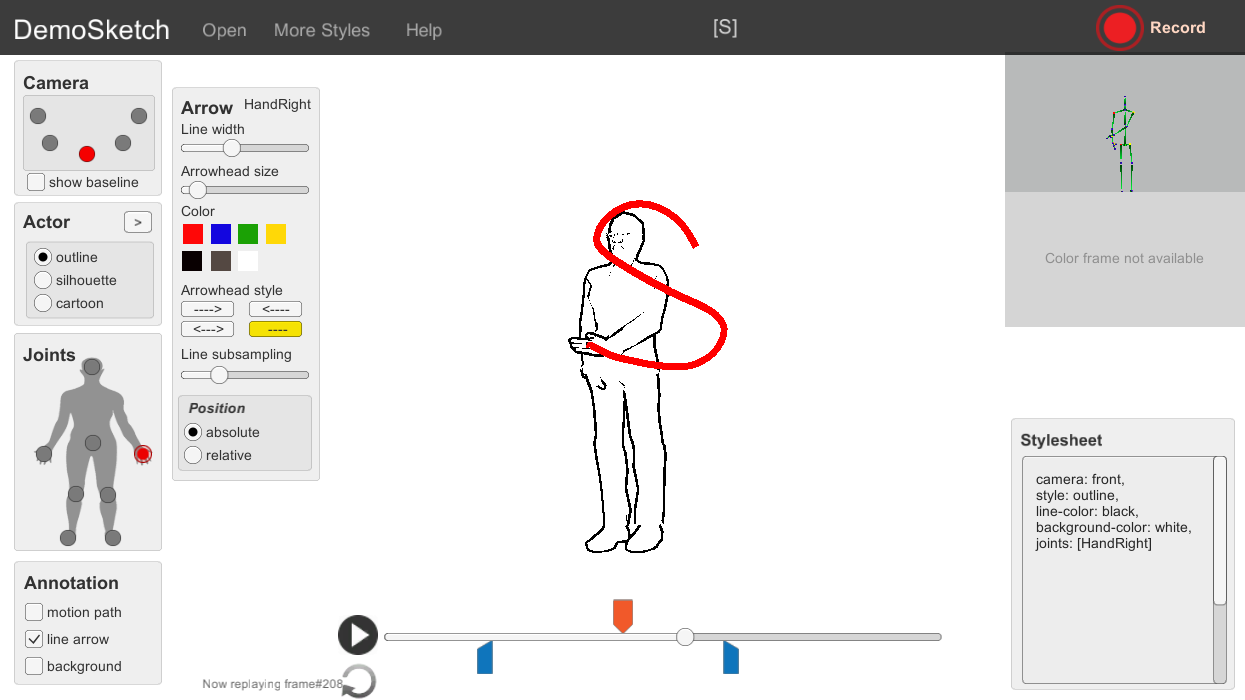 DemoSketch
Open
More Styles
Help
[S]
Record
Camera
show baseline
Actor
>
outline
silhouette
cartoon
Joints
Annotation
motion path
line arrow
background
Arrow
HandRight
Line width
Arrowhead size
Color
Arrowhead style
---->
<----
<--->
----
Line subsampling
Position
absolute
relative
Now replaying frame#208
Color frame not available
Stylesheet
camera: front,
style: outline,
line-color: black,
background-color: white,
joints: [HandRight]